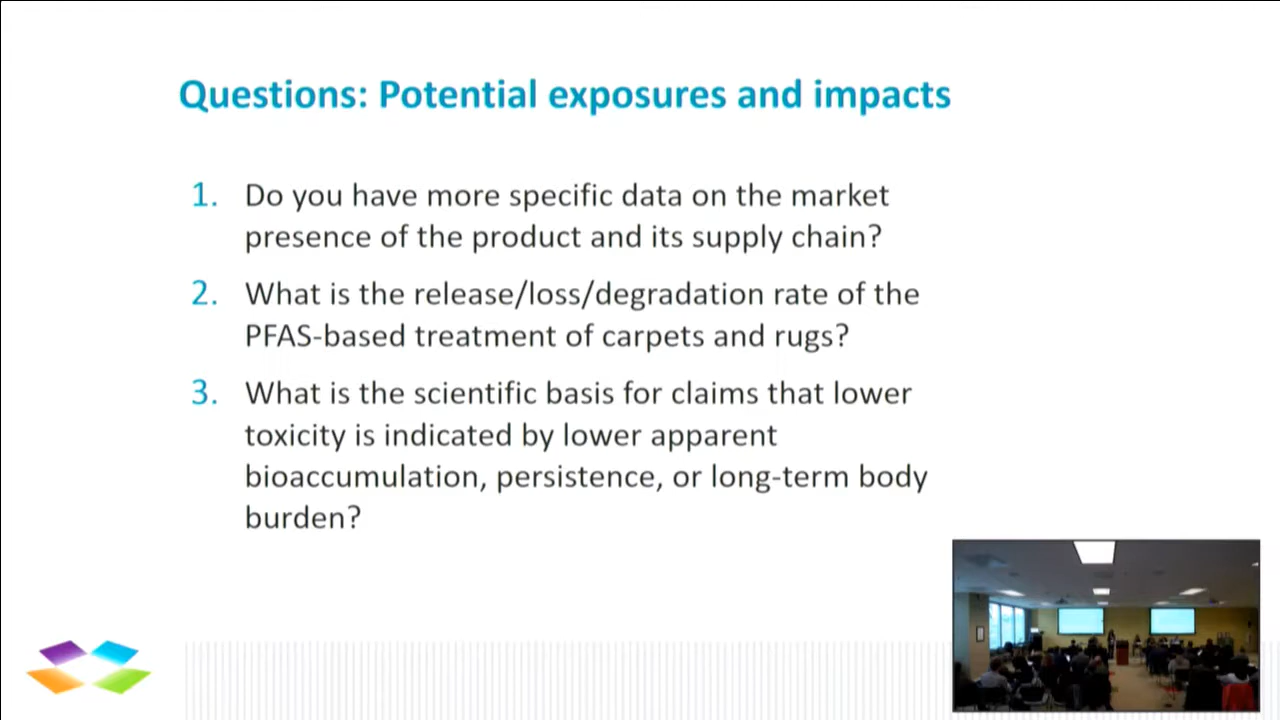 Questions: Potential exposures and impacts
1. Do you have more specific data on the market
presence of the product and its supply chain?
2. What is the release/loss/degradation rate of the
PFAS-based treatment of carpets and rugs?
3. What is the scientific basis for claims that lower
toxicity is indicated by lower apparent
bioaccumulation, persistence, or long-term body
burden?